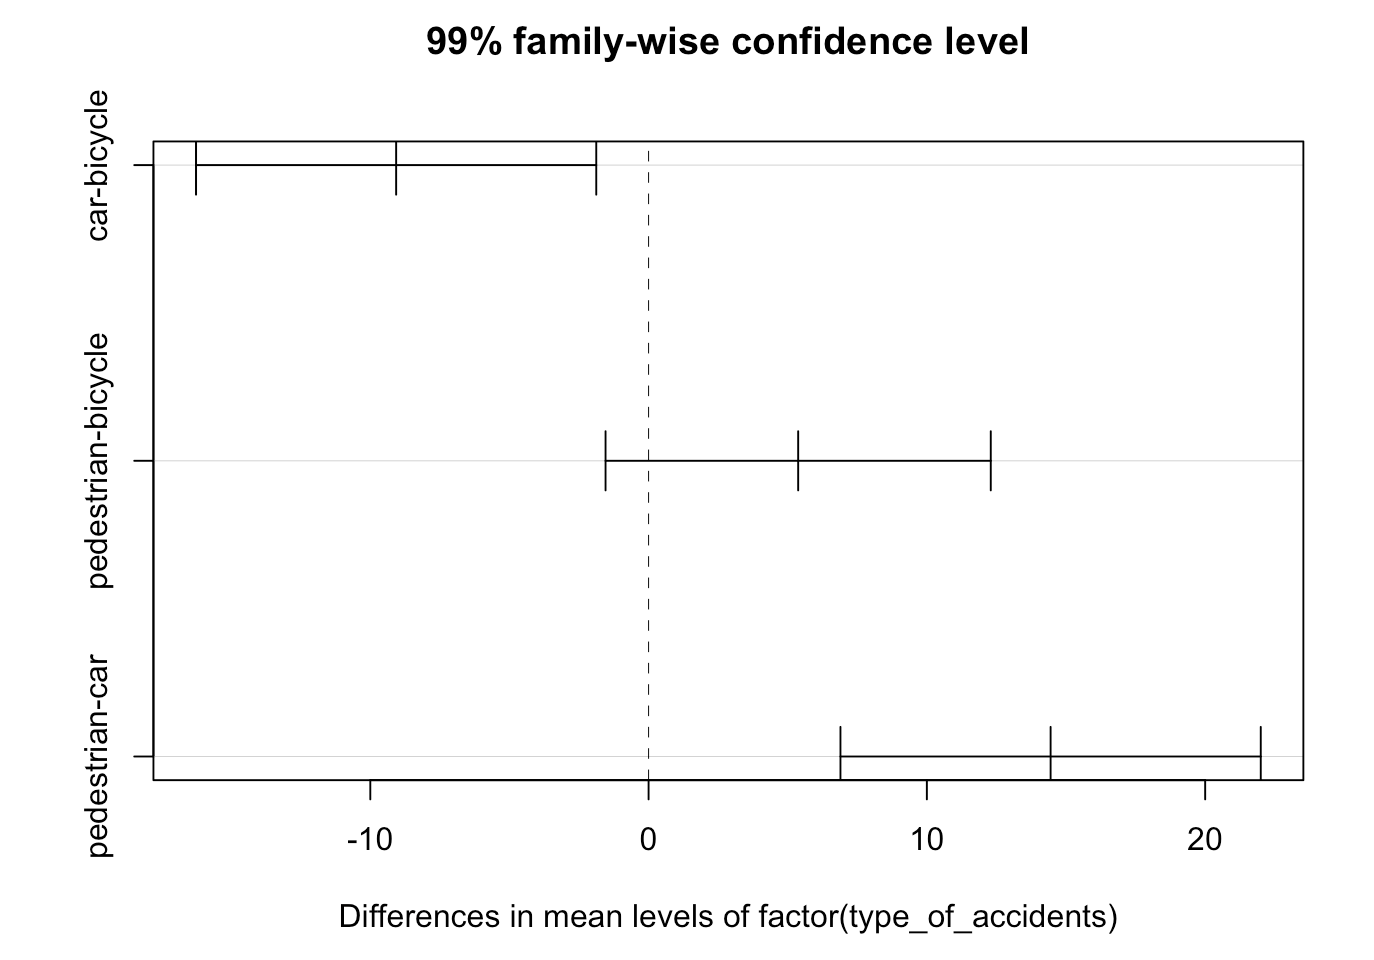 99% family-wise confidence level
car-bicycle
pedestrian-bicycle
pedestrian-car
-10 0 10 20
Differences in mean levels of factor(type_of_accidents)